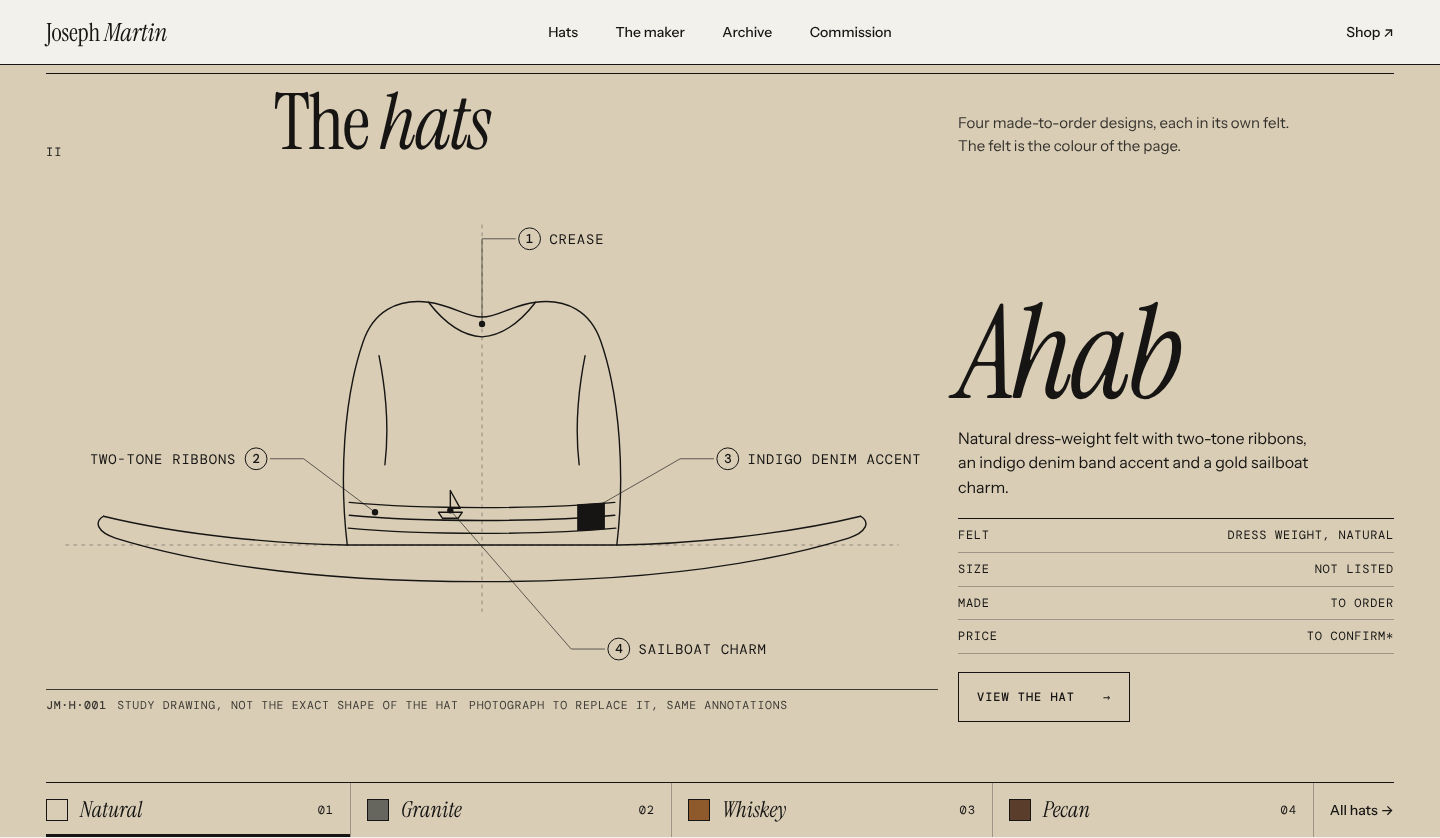 Joseph Martin
Hats
The maker
Archive
Commission
Shop ↗
II
The hats
Four made-to-order designs, each in its own felt.
The felt is the colour of the page.
1 CREASE
TWO-TONE RIBBONS 2
3 INDIGO DENIM ACCENT
4 SAILBOAT CHARM
JM·H·001 STUDY DRAWING, NOT THE EXACT SHAPE OF THE HAT PHOTOGRAPH TO REPLACE IT, SAME ANNOTATIONS
Ahab
Natural dress-weight felt with two-tone ribbons,
an indigo denim band accent and a gold sailboat
charm.
FELT DRESS WEIGHT, NATURAL
SIZE NOT LISTED
MADE TO ORDER
PRICE TO CONFIRM*
VIEW THE HAT →
Natural 01
Granite 02
Whiskey 03
Pecan 04
All hats →